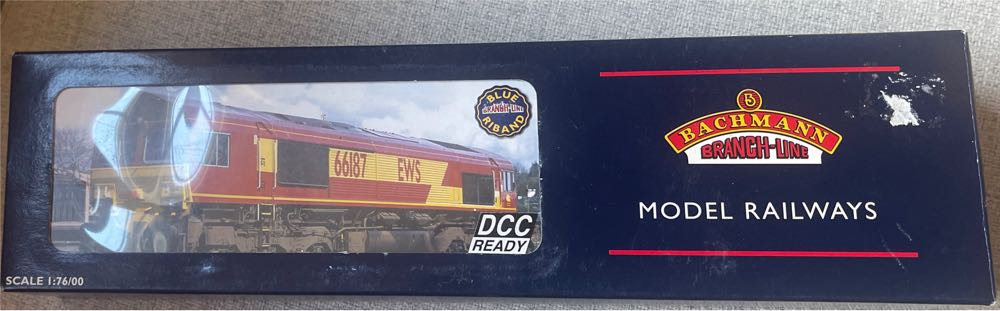 66187 EWS
BLUE
BRANCH-LINE
RIBAND
DCC
READY
SCALE 1:76/00
B
BACHMANN
BRANCH-LINE
MODEL RAILWAYS